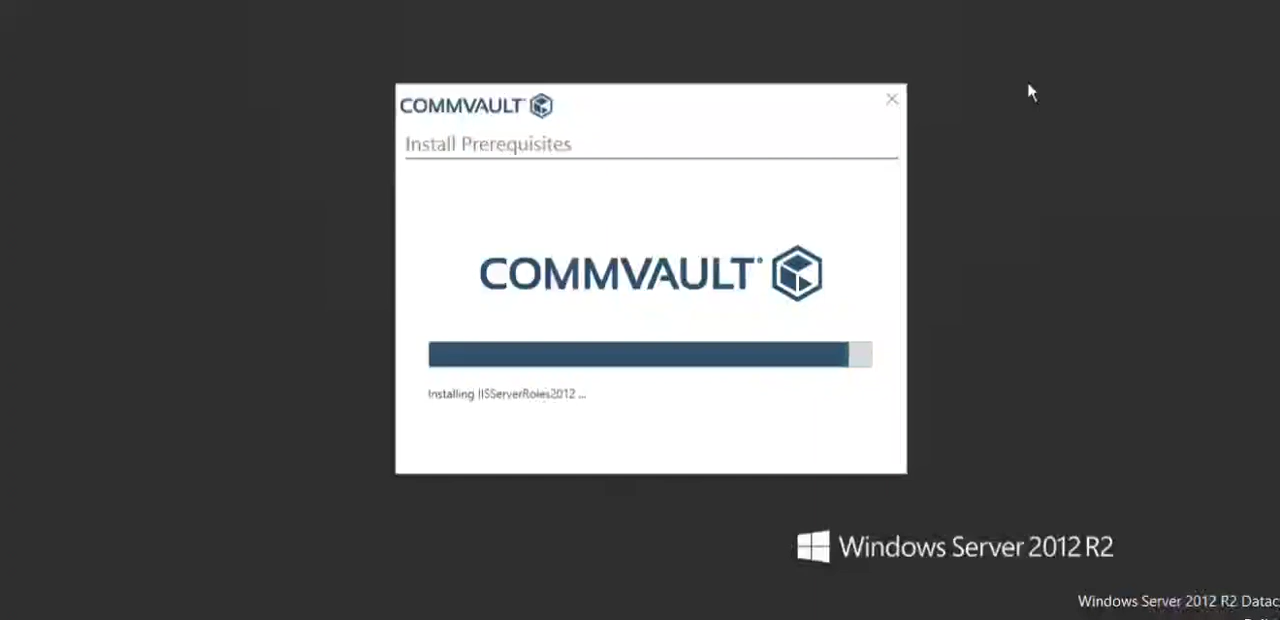 COMMVAULT
Install Prerequisites
COMMVAULT
Installing IISServerRoles2012 ...
Windows Server 2012 R2
Windows Server 2012 R2 Datac